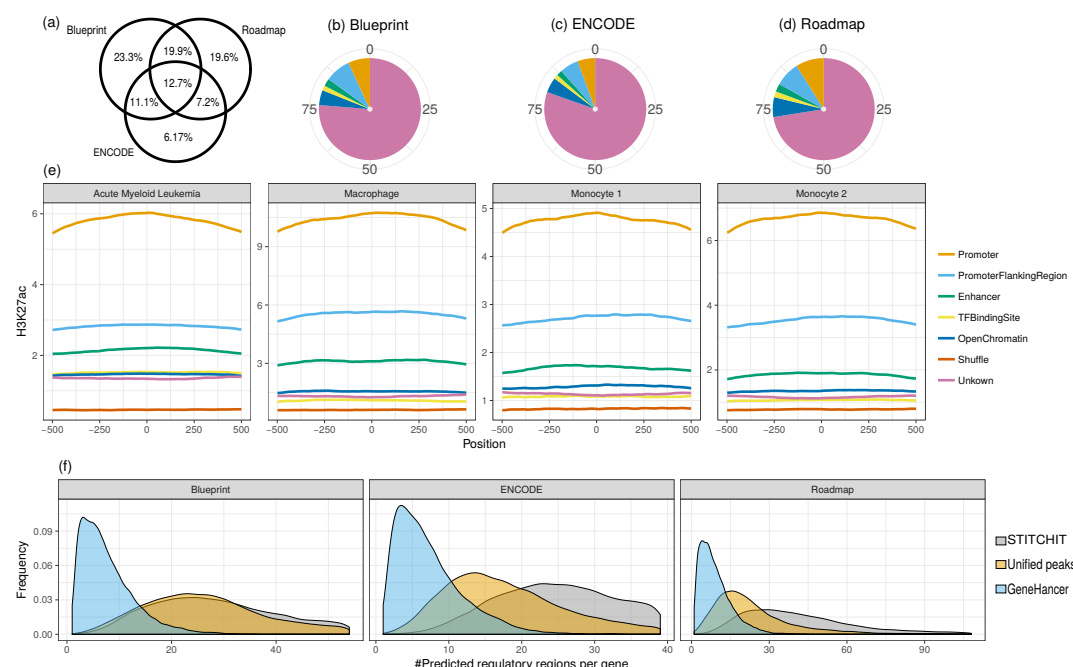 (a)
Blueprint
Roadmap
23.3%
19.9%
19.6%
12.7%
11.1%
7.2%
6.17%
ENCODE
(b) Blueprint
0
25
50
75
(c) ENCODE
0
25
50
75
(d) Roadmap
0
25
50
75
(e)
Acute Myeloid Leukemia
Macrophage
Monocyte 1
Monocyte 2
H3K27ac
6
4
2
9
6
3
5
4
3
2
1
6
4
2
−500 −250 0 250 500
−500 −250 0 250 500
−500 −250 0 250 500
−500 −250 0 250 500
Position
Promoter
PromoterFlankingRegion
Enhancer
TFBindingSite
OpenChromatin
Shuffle
Unkown
(f)
Blueprint
ENCODE
Roadmap
Frequency
0.09
0.06
0.03
0.00
0 20 40
0 10 20 30 40
0 30 60 90
#Predicted regulatory regions per gene
STITCHIT
Unified peaks
GeneHancer